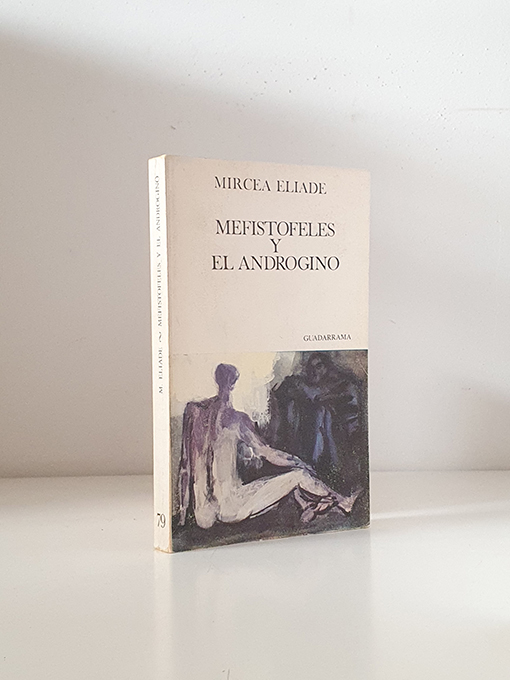 MIRCEA ELIADE
MEFISTOFELES
Y
EL ANDROGINO
GUADARRAMA
M. ELIADE MEFISTOFELES Y EL ANDROGINO
79